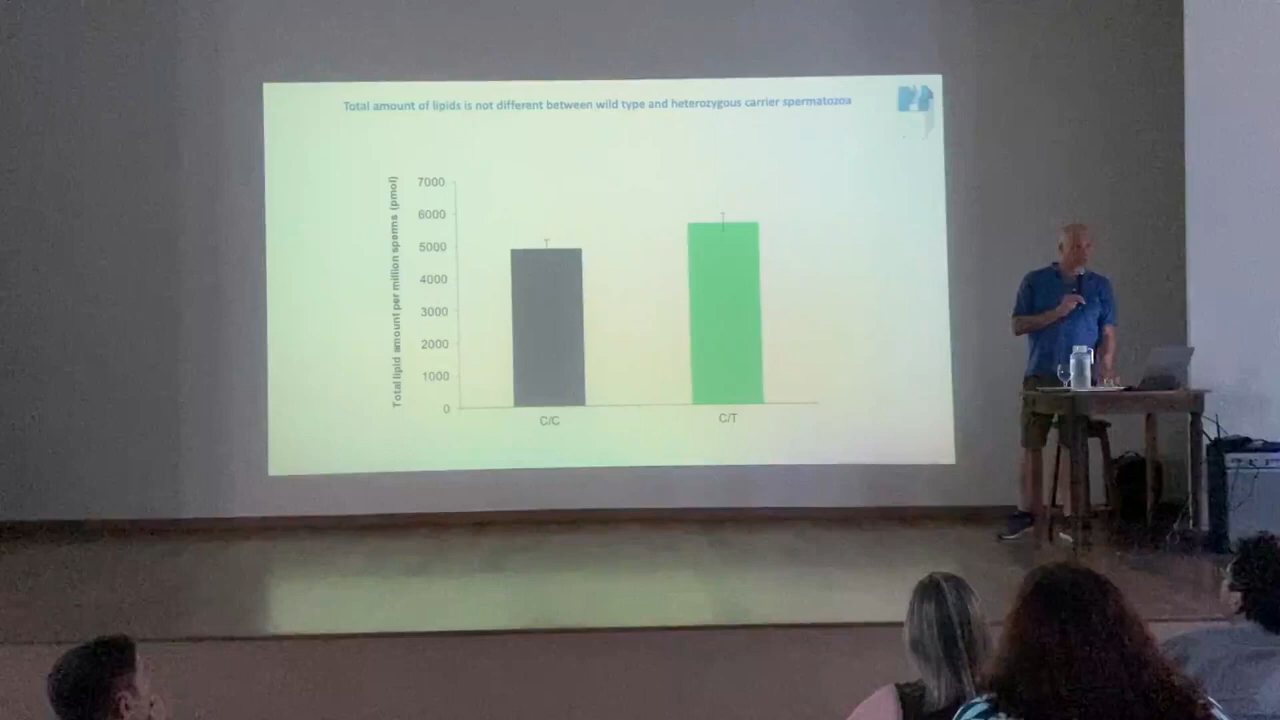 Total amount of lipids is not different between wild type and heterozygous carrier spermatozoa
Total lipid amount per million sperms (pmol)
7000
6000
5000
4000
3000
2000
1000
0
C/C
C/T